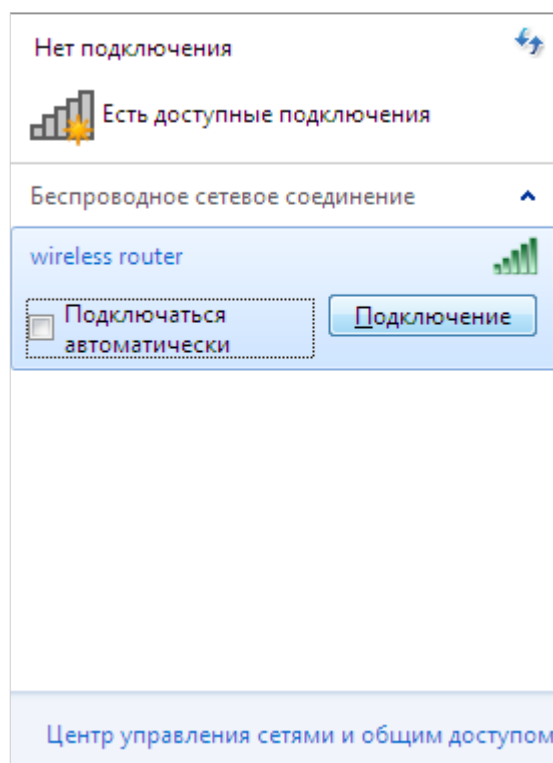 Нет подключения
Есть доступные подключения
Беспроводное сетевое соединение
wireless router
Подключаться
автоматически
Подключение
Центр управления сетями и общим доступом